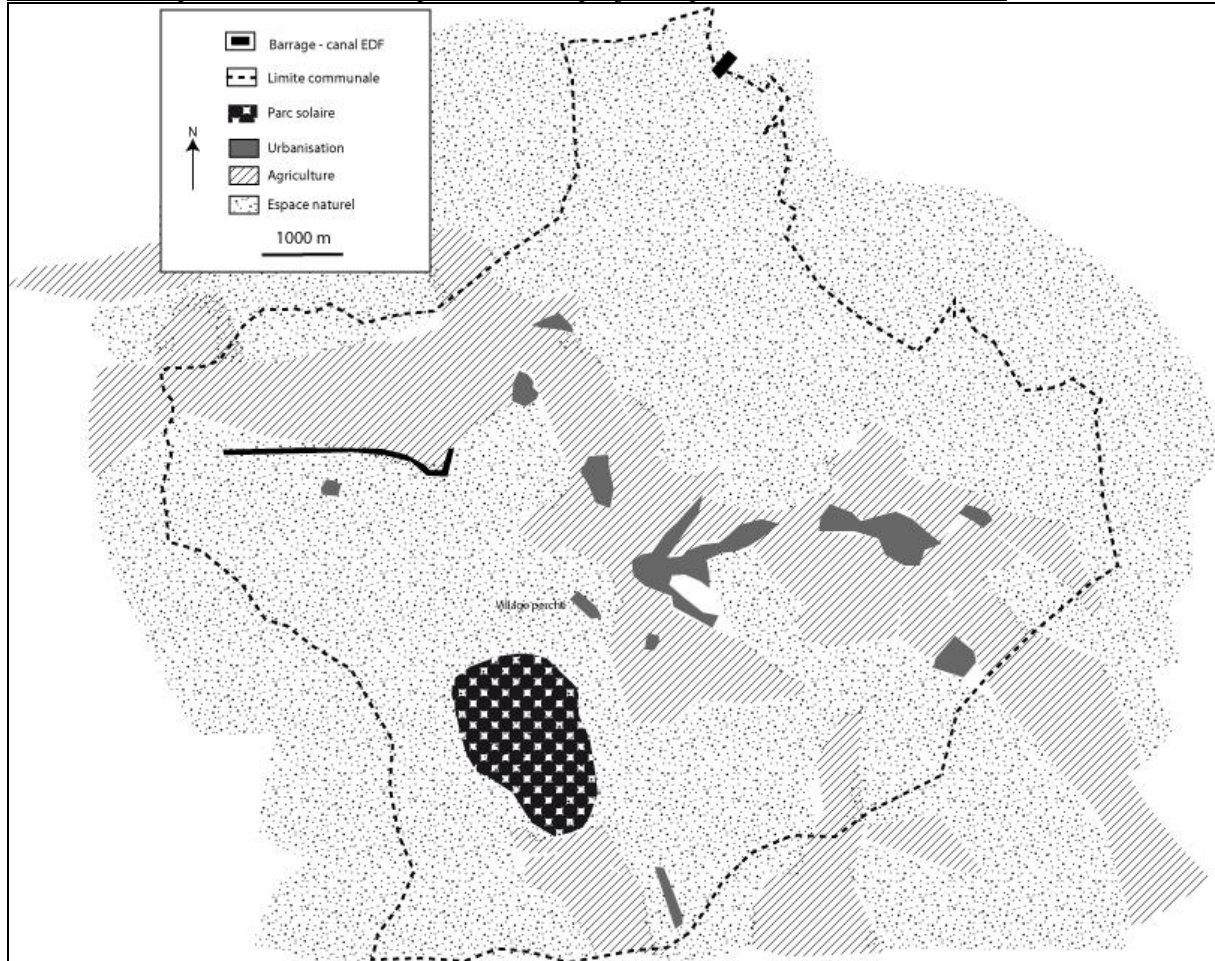 Barrage - canal EDF
Limite communale
Parc solaire
N
Urbanisation
Agriculture
Espace naturel
1000 m
Village perché